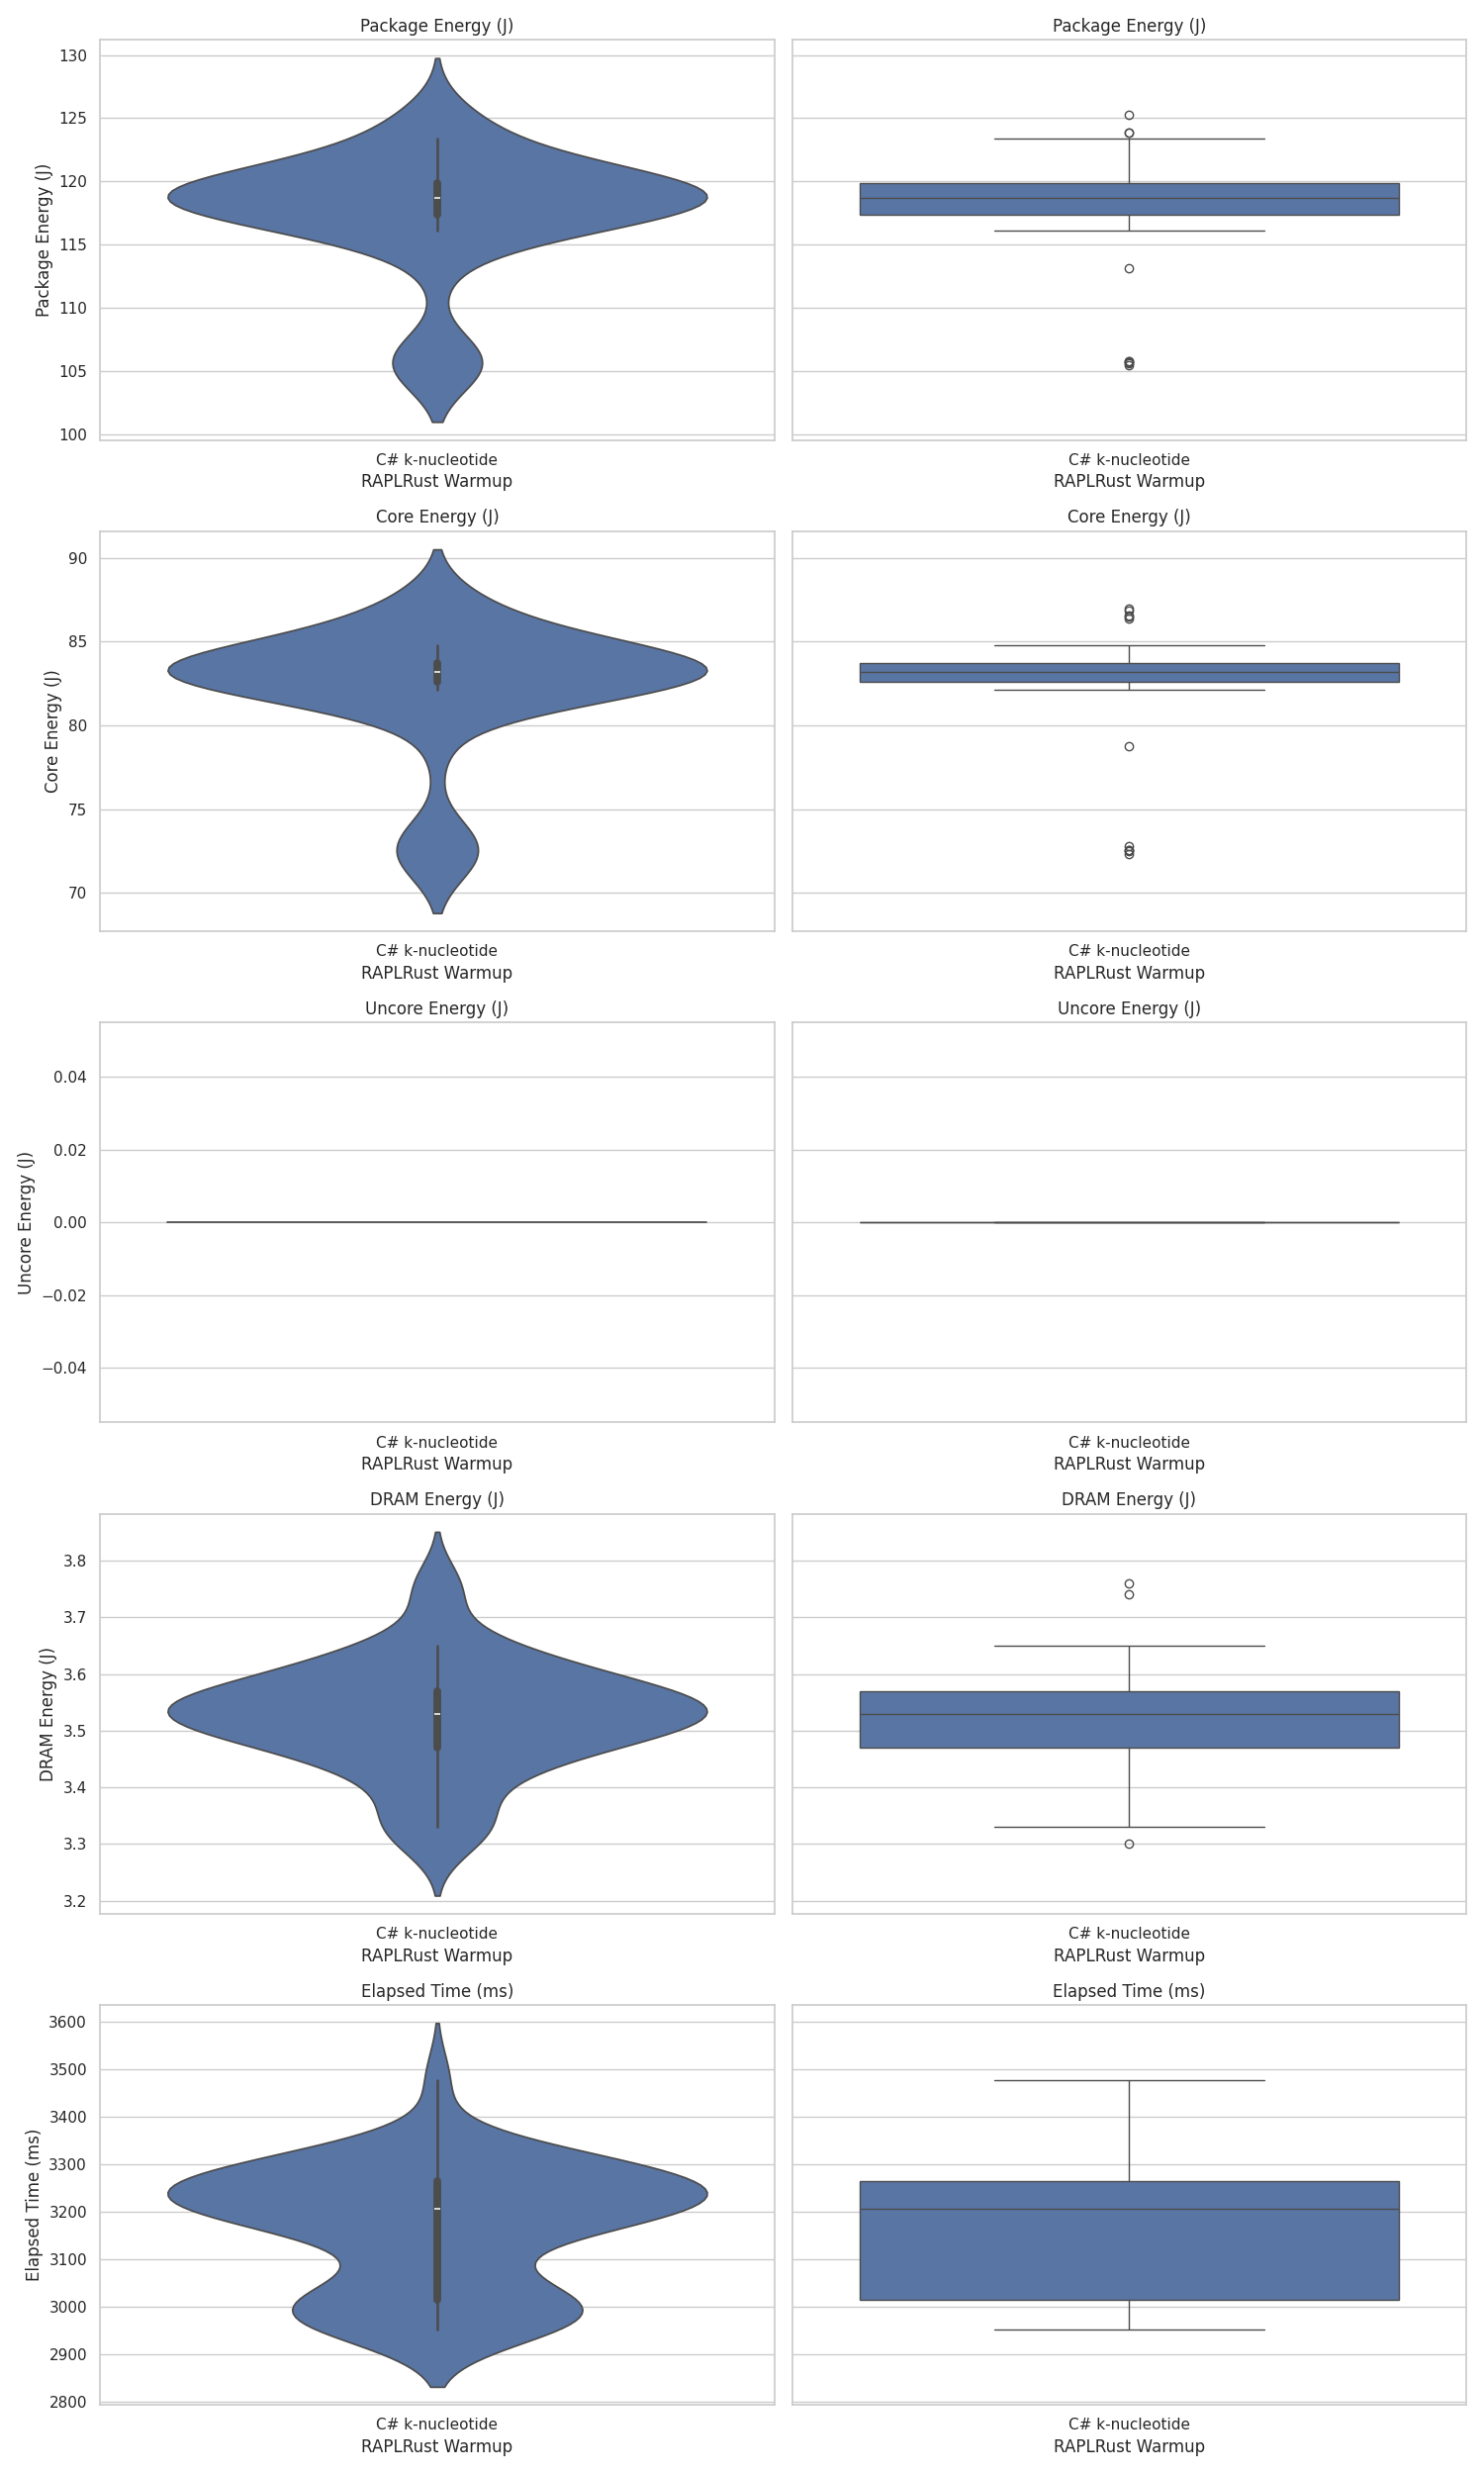 Package Energy (J)
Package Energy (J)
Package Energy (J)
130
125
120
115
110
105
100
C# k-nucleotide
C# k-nucleotide
RAPLRust Warmup
RAPLRust Warmup
Core Energy (J)
Core Energy (J)
Core Energy (J)
90
85
80
75
70
C# k-nucleotide
C# k-nucleotide
RAPLRust Warmup
RAPLRust Warmup
Uncore Energy (J)
Uncore Energy (J)
Uncore Energy (J)
0.04
0.02
0.00
−0.02
−0.04
C# k-nucleotide
C# k-nucleotide
RAPLRust Warmup
RAPLRust Warmup
DRAM Energy (J)
DRAM Energy (J)
DRAM Energy (J)
3.8
3.7
3.6
3.5
3.4
3.3
3.2
C# k-nucleotide
C# k-nucleotide
RAPLRust Warmup
RAPLRust Warmup
Elapsed Time (ms)
Elapsed Time (ms)
Elapsed Time (ms)
3600
3500
3400
3300
3200
3100
3000
2900
2800
C# k-nucleotide
C# k-nucleotide
RAPLRust Warmup
RAPLRust Warmup